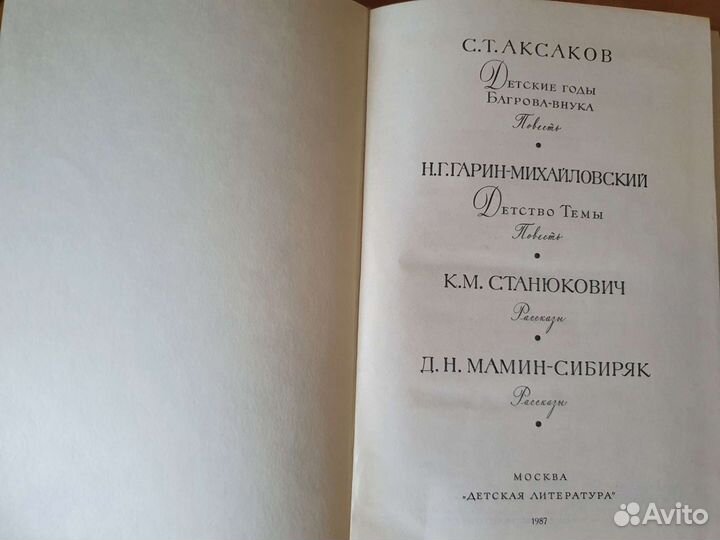 С.Т.АКСАКОВ
Детские годы
Багрова-внука
Повесть
Н.Г.ГАРИН-МИХАЙЛОВСКИЙ
Детство Темы
Повесть
К.М. СТАНЮКОВИЧ
Рассказы
Д.Н. МАМИН-СИБИРЯК
Рассказы
МОСКВА
„ДЕТСКАЯ ЛИТЕРАТУРА"
1987
Avito